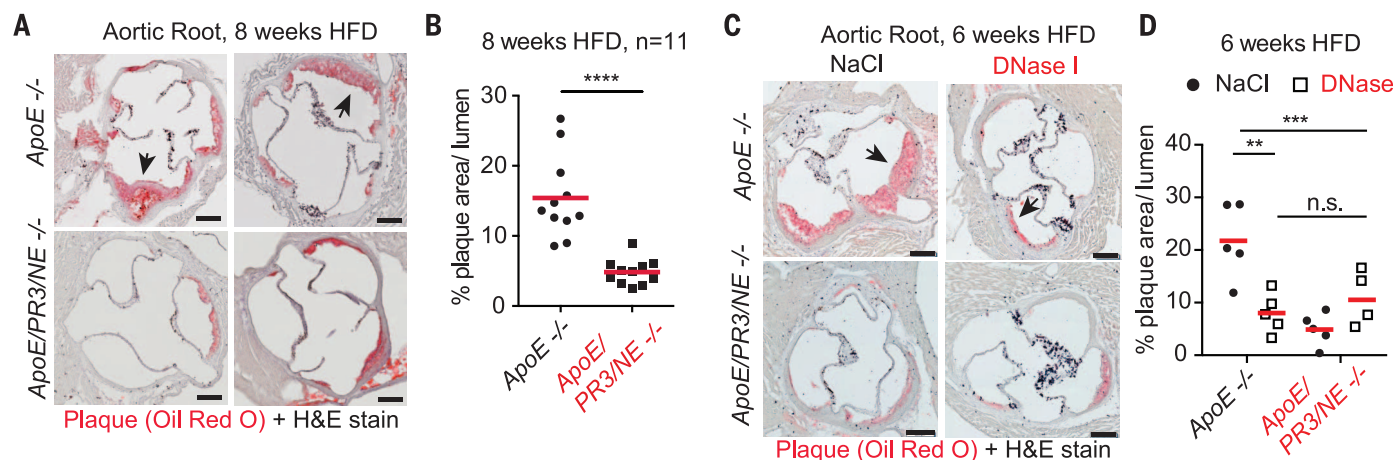 A
Aortic Root, 8 weeks HFD
ApoE -/-
ApoE/PR3/NE -/-
Plaque (Oil Red O) + H&E stain
B
8 weeks HFD, n=11
****
% plaque area/ lumen
30
20
10
0
ApoE -/-
ApoE/
PR3/NE -/-
C
Aortic Root, 6 weeks HFD
NaCl
DNase I
ApoE -/-
ApoE/PR3/NE -/-
Plaque (Oil Red O) + H&E stain
D
6 weeks HFD
NaCl
DNase
***
**
n.s.
% plaque area/ lumen
40
30
20
10
0
ApoE -/-
ApoE/
PR3/NE -/-